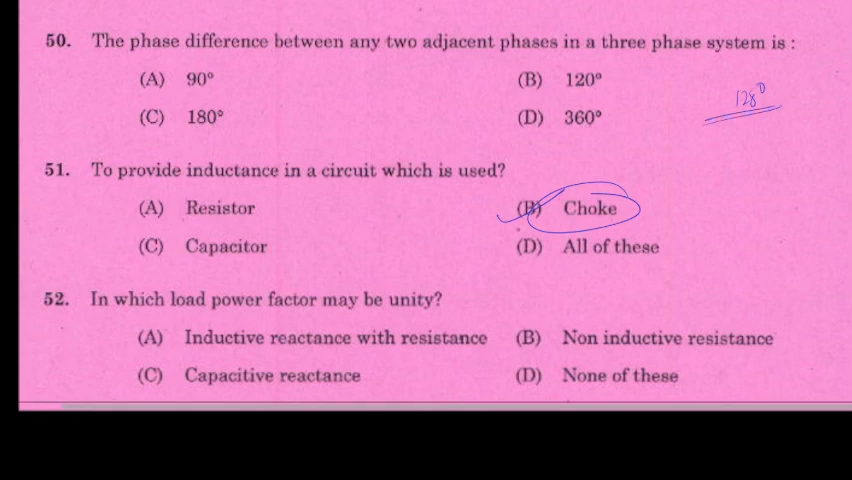 50. The phase difference between any two adjacent phases in a three phase system is :
(A) 90° (B) 120°
(C) 180° (D) 360°
128°
51. To provide inductance in a circuit which is used?
(A) Resistor (B) Choke
(C) Capacitor (D) All of these
52. In which load power factor may be unity?
(A) Inductive reactance with resistance (B) Non inductive resistance
(C) Capacitive reactance (D) None of these